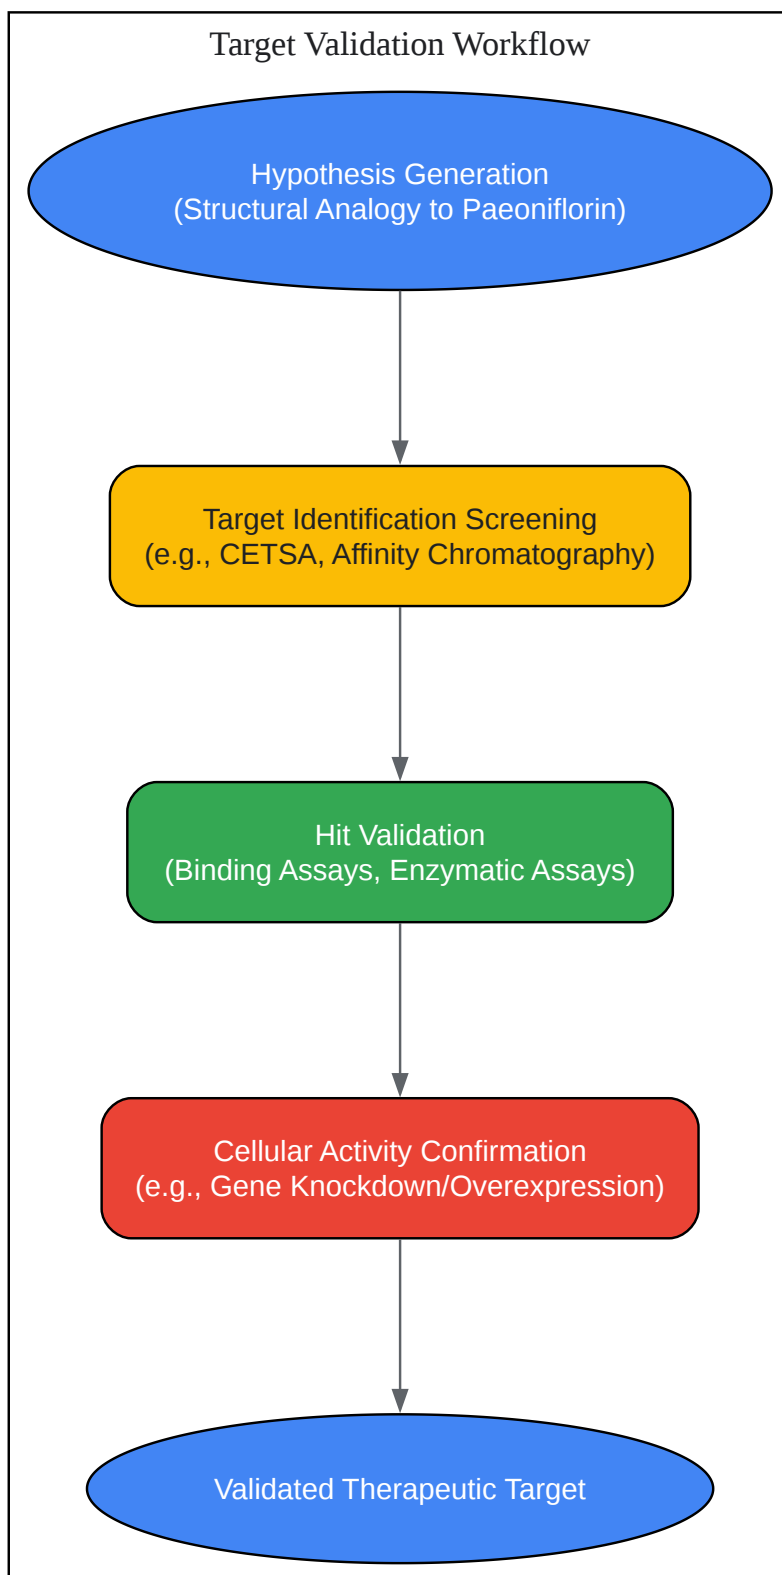 Target Validation Workflow
Hypothesis Generation
(Structural Analogy to Paeoniflorin)
Target Identification Screening
(e.g., CETSA, Affinity Chromatography)
Hit Validation
(Binding Assays, Enzymatic Assays)
Cellular Activity Confirmation
(e.g., Gene Knockdown/Overexpression)
Validated Therapeutic Target